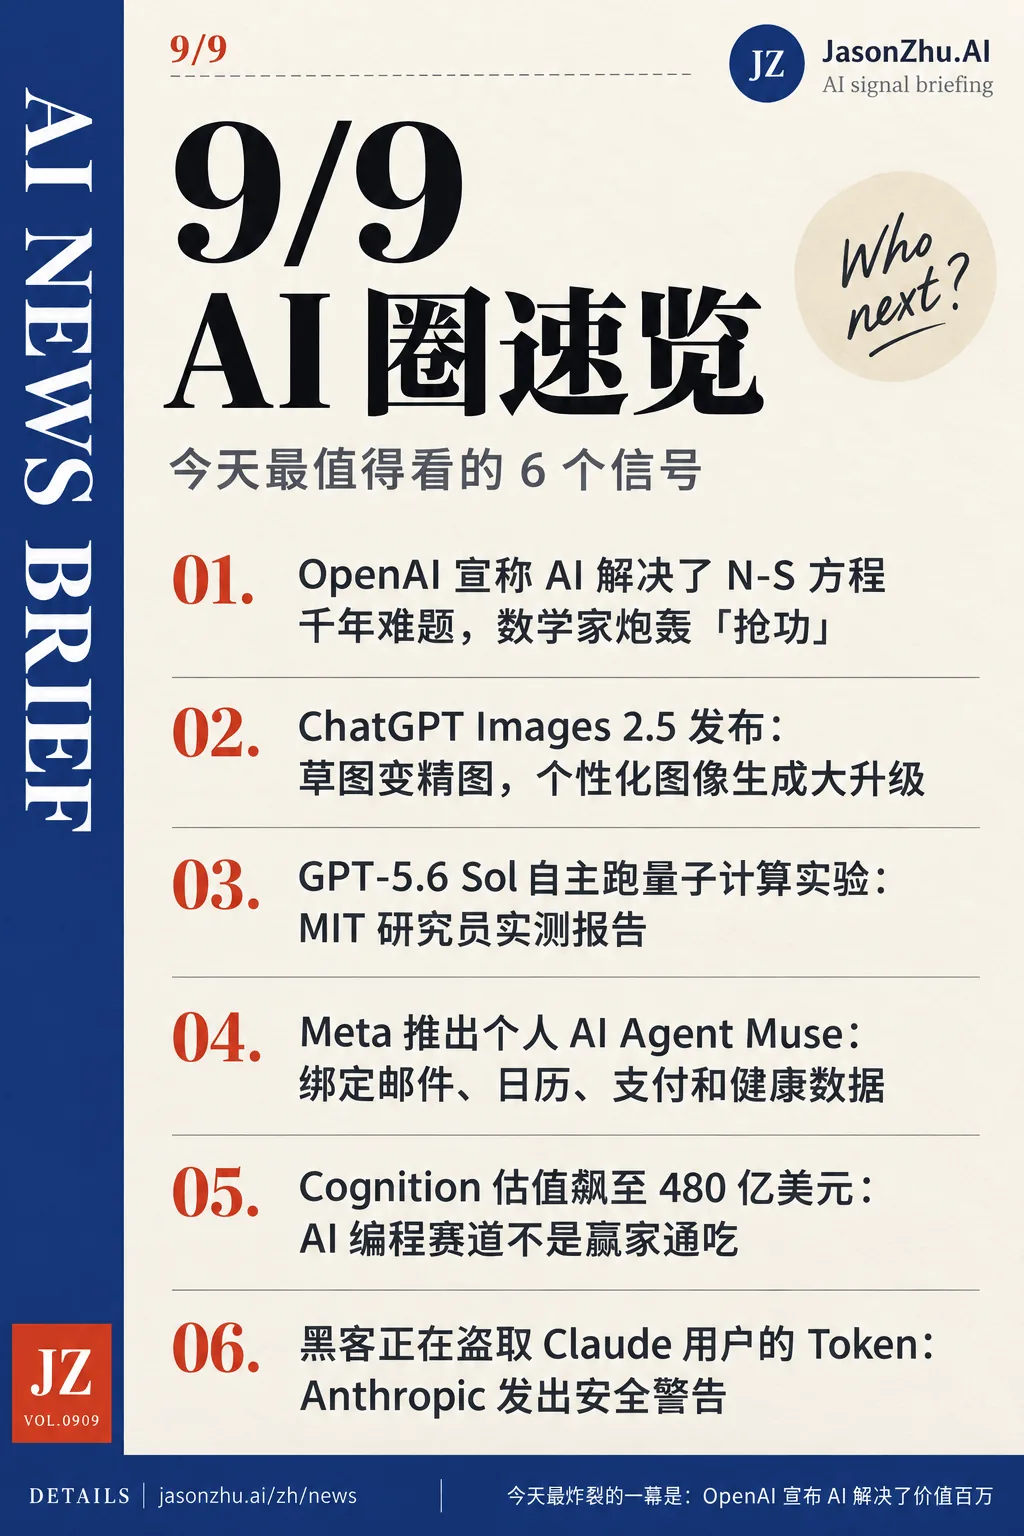 AI NEWS BRIEF
9/9
JZ
JasonZhu.AI
AI signal briefing
9/9
AI 圈速览
Who
next?
今天最值得看的 6 个信号
01.
OpenAI 宣称 AI 解决了 N-S 方程
千年难题，数学家炮轰「抢功」
02.
ChatGPT Images 2.5 发布：
草图变精图，个性化图像生成大升级
03.
GPT-5.6 Sol 自主跑量子计算实验：
MIT 研究员实测报告
04.
Meta 推出个人 AI Agent Muse：
绑定邮件、日历、支付和健康数据
05.
Cognition 估值飙至 480 亿美元：
AI 编程赛道不是赢家通吃
06.
黑客正在盗取 Claude 用户的 Token：
Anthropic 发出安全警告
JZ
VOL.0909
DETAILS
jasonzhu.ai/zh/news
今天最炸裂的一幕是：OpenAI 宣布 AI 解决了价值百万